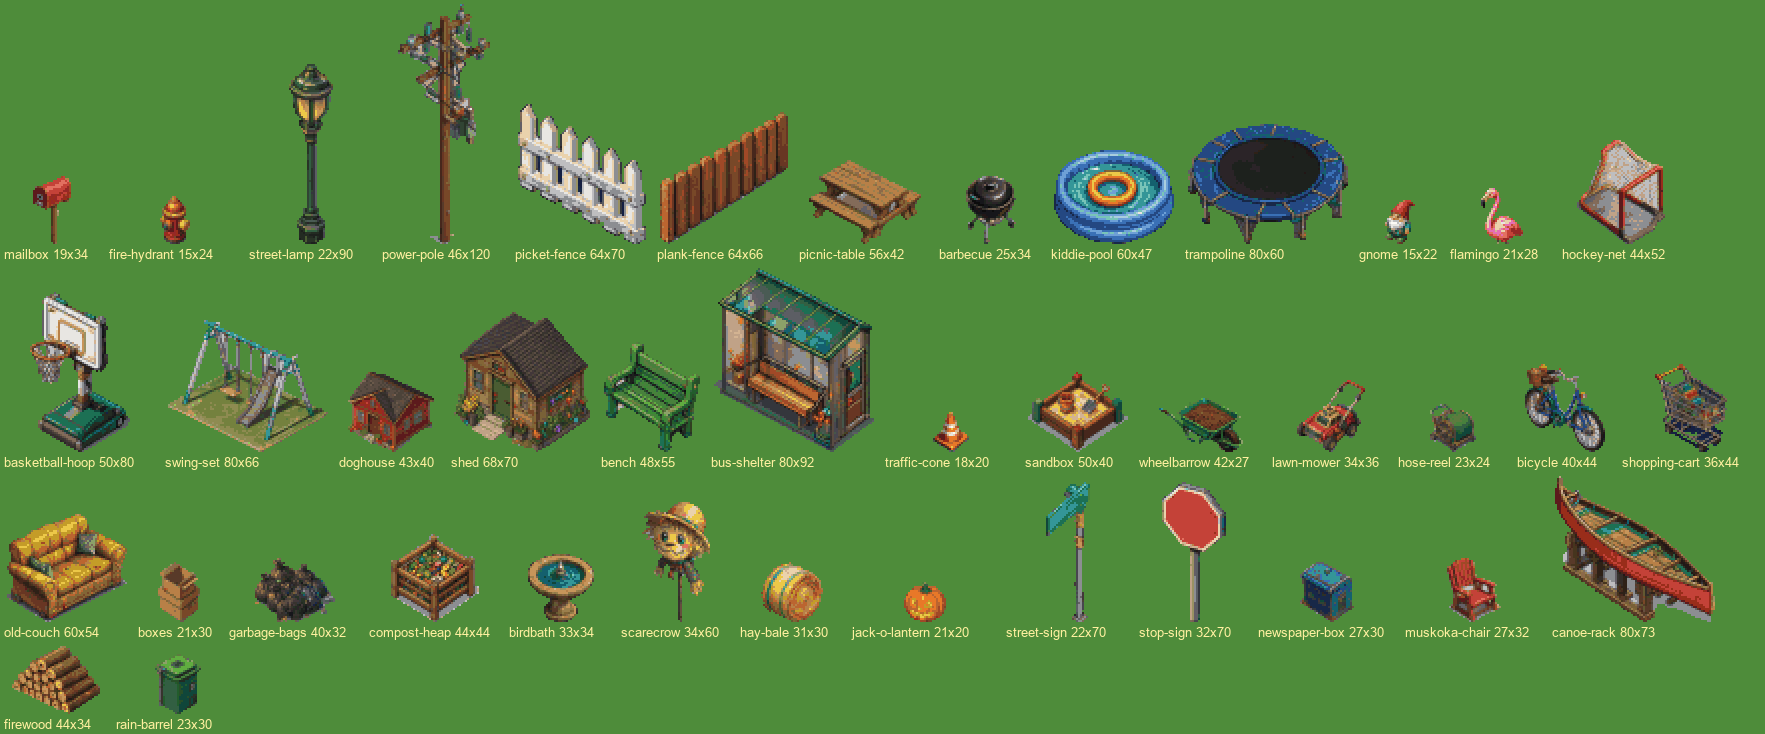 mailbox 19x34 fire-hydrant 15x24 street-lamp 22x90 power-pole 46x120 picket-fence 64x70 plank-fence 64x66 picnic-table 56x42 barbecue 25x34 kiddie-pool 60x47 trampoline 80x60 gnome 15x22 flamingo 21x28 hockey-net 44x52
basketball-hoop 50x80 swing-set 80x66 doghouse 43x40 shed 68x70 bench 48x55 bus-shelter 80x92 traffic-cone 18x20 sandbox 50x40 wheelbarrow 42x27 lawn-mower 34x36 hose-reel 23x24 bicycle 40x44 shopping-cart 36x44
old-couch 60x54 boxes 21x30 garbage-bags 40x32 compost-heap 44x44 birdbath 33x34 scarecrow 34x60 hay-bale 31x30 jack-o-lantern 21x20 street-sign 22x70 stop-sign 32x70 newspaper-box 27x30 muskoka-chair 27x32 canoe-rack 80x73
firewood 44x34 rain-barrel 23x30